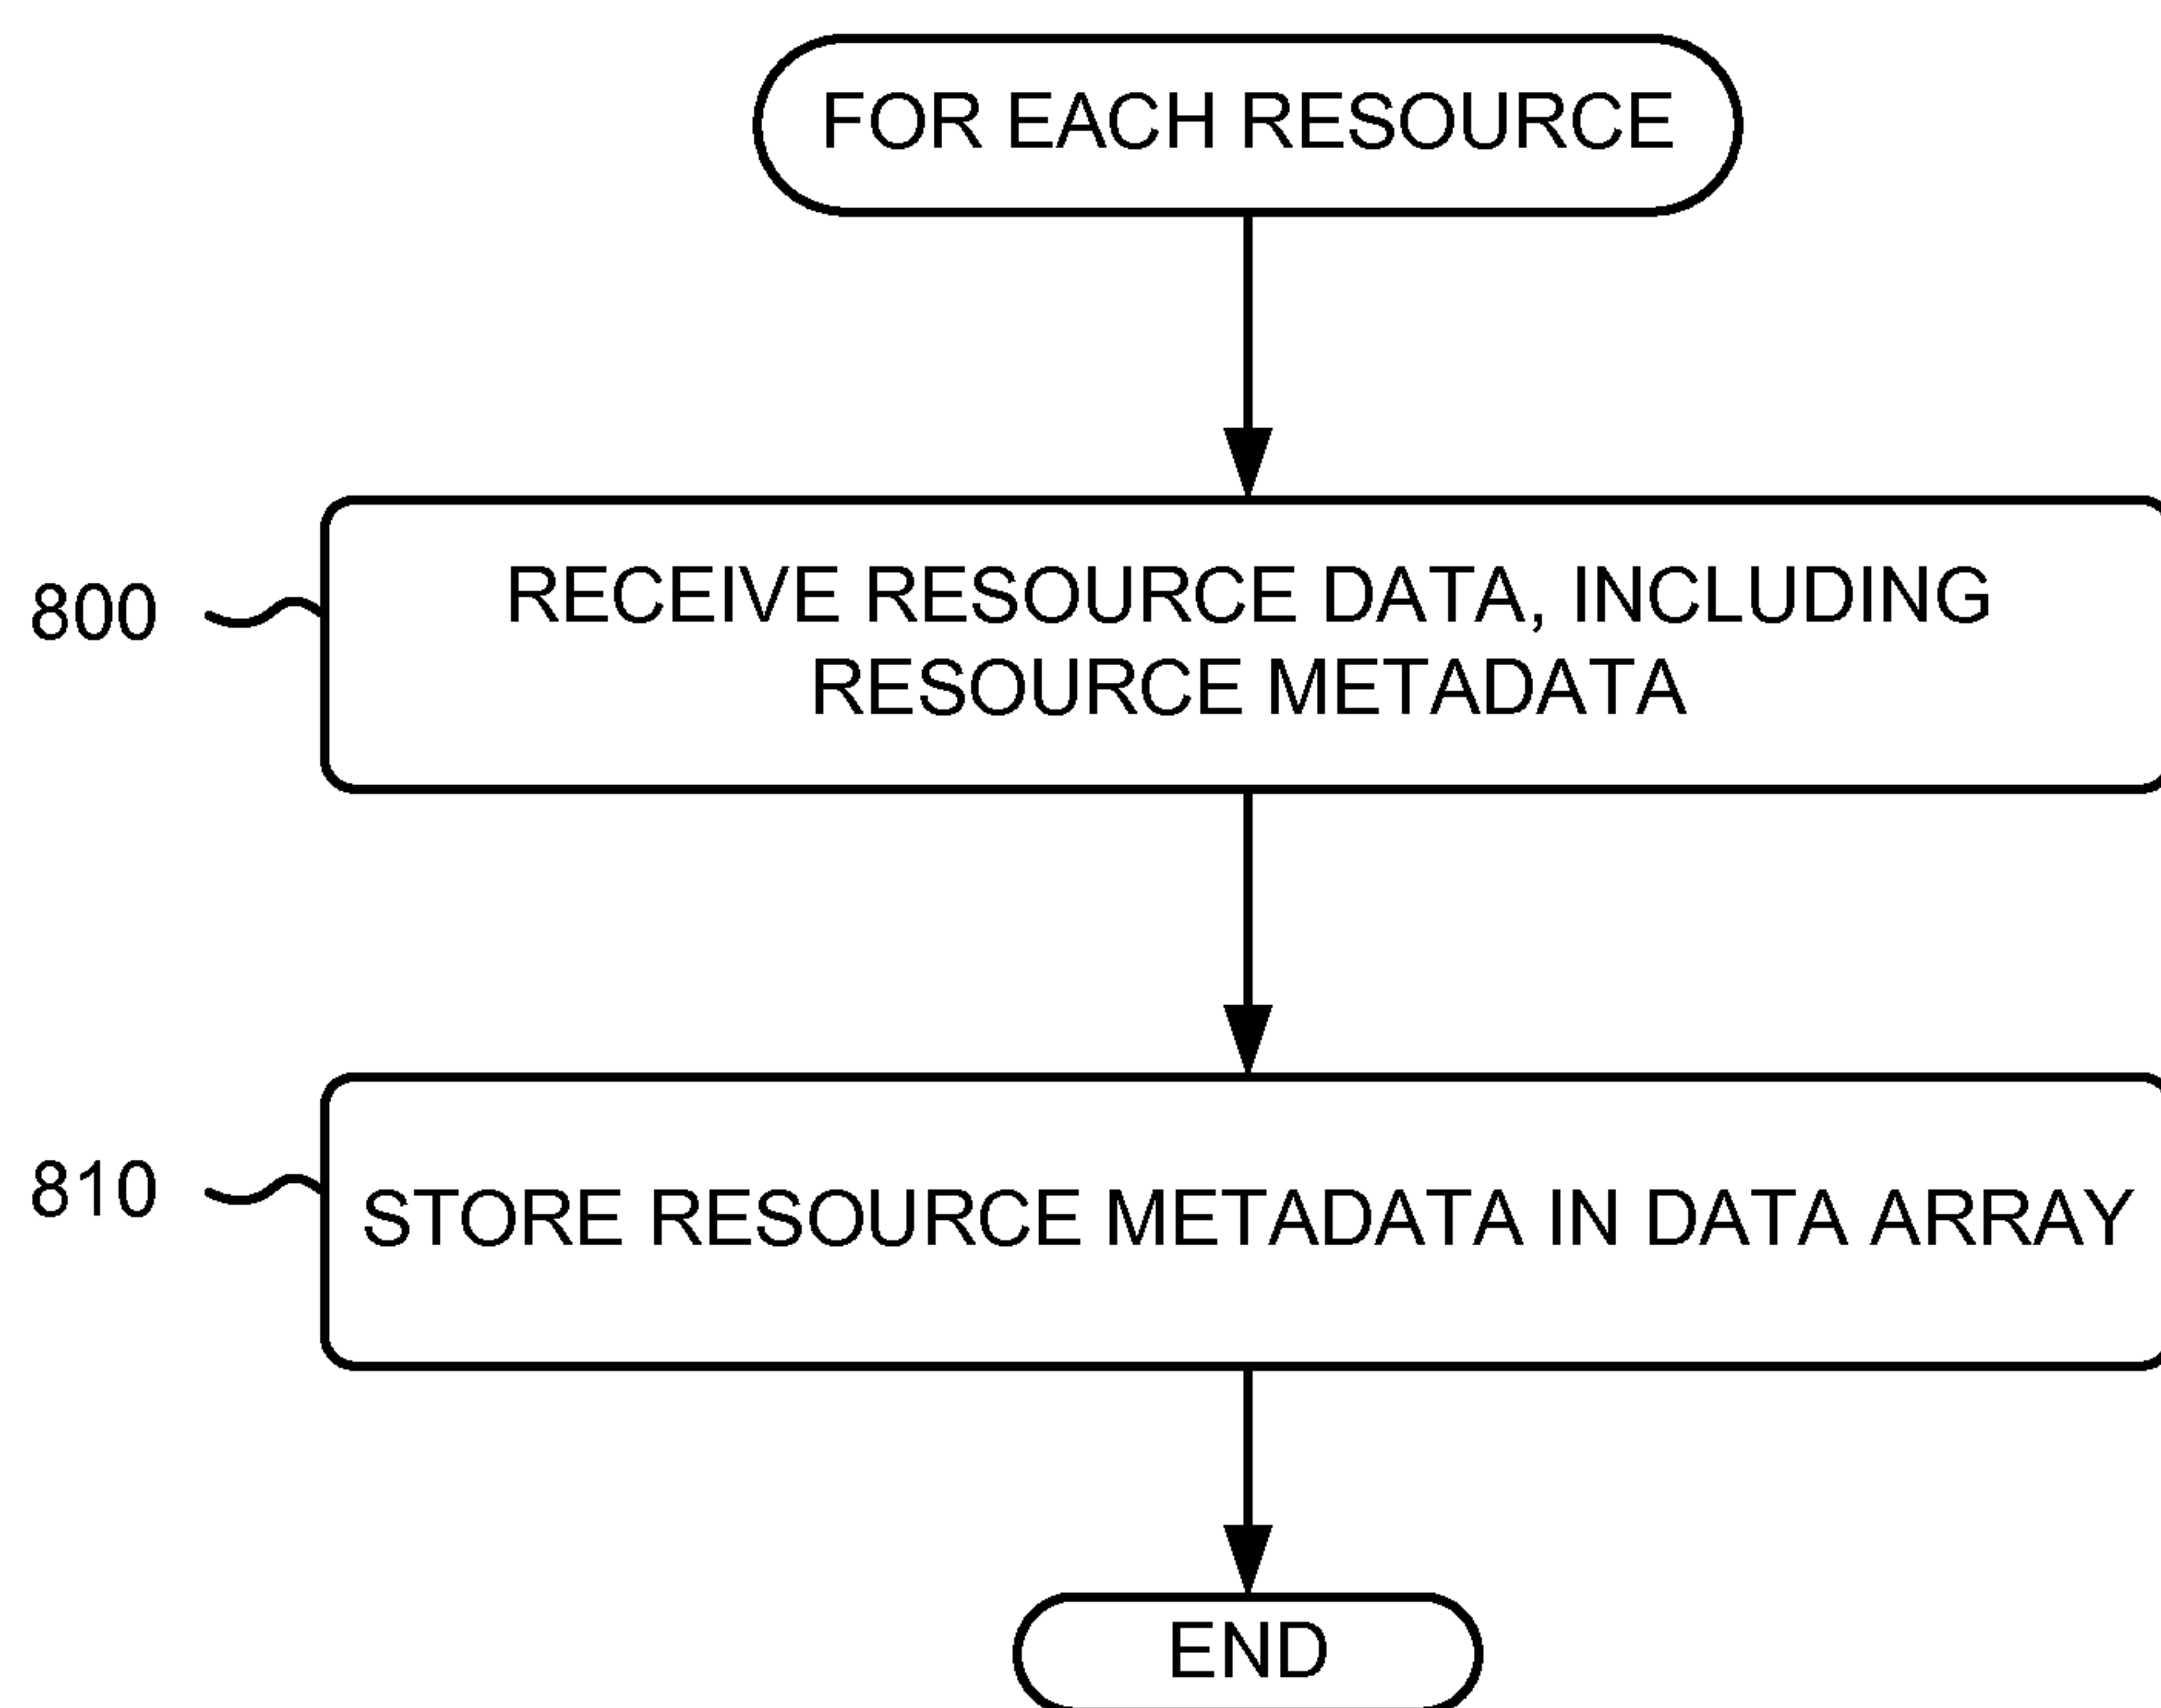 FOR EACH RESOURCE
800
RECEIVE RESOURCE DATA, INCLUDING
RESOURCE METADATA
810
STORE RESOURCE METADATA IN DATA ARRAY
END